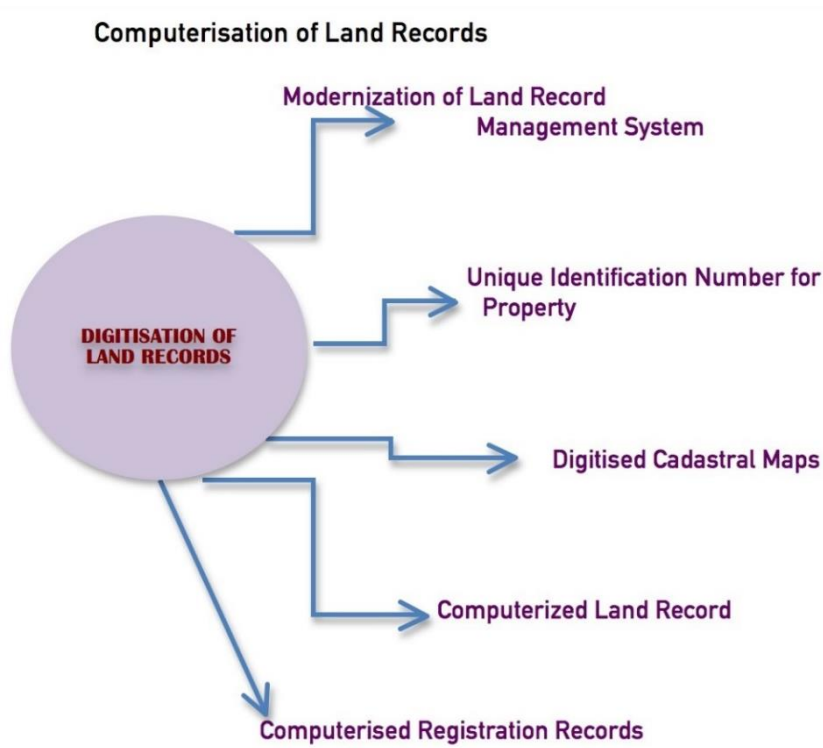 Computerisation of Land Records
Modernization of Land Record
Management System
Unique Identification Number for
Property
DIGITISATION OF
LAND RECORDS
Digitised Cadastral Maps
Computerized Land Record
Computerised Registration Records